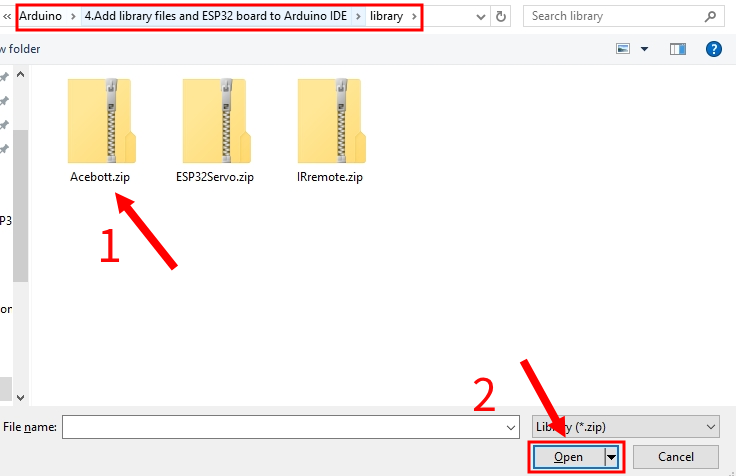 « Arduino > 4.Add library files and ESP32 board to Arduino IDE > library >
Search library
w folder
?
Acebott.zip
ESP32Servo.zip
IRremote.zip
P3
1
or
2
File name:
(*.zip)
Open
Cancel